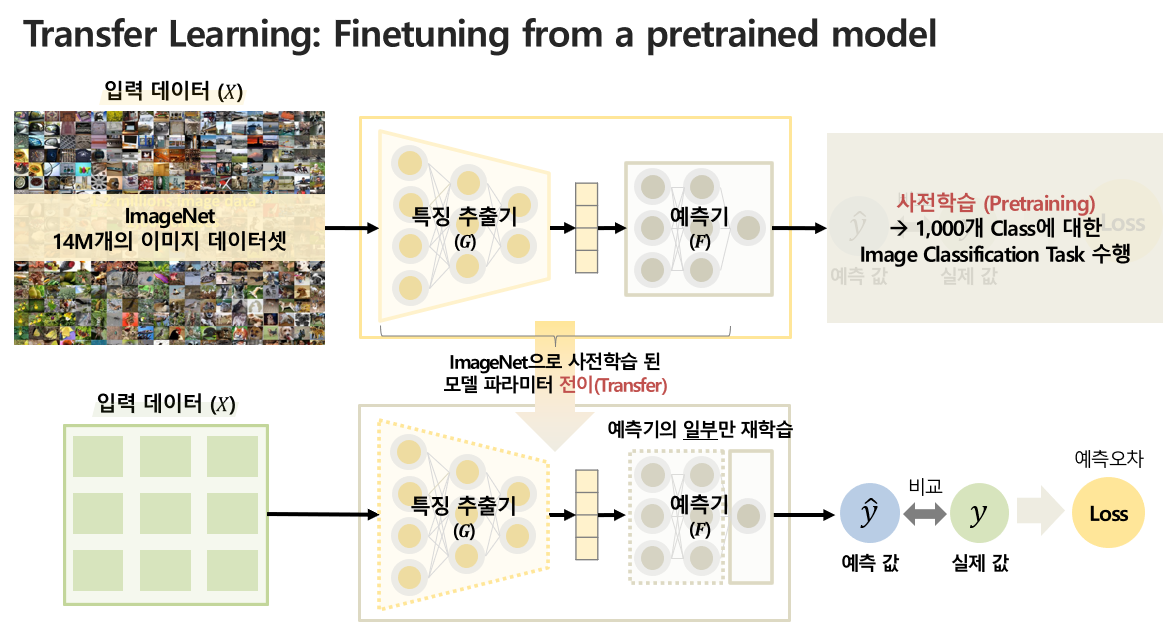 Transfer Learning: Finetuning from a pretrained model
입력 데이터 (X)
ImageNet
14M개의 이미지 데이터셋
특징 추출기
(G)
예측기
(F)
사전학습 (Pretraining)
→ 1,000개 Class에 대한
Image Classification Task 수행
ŷ
Loss
예측 값
실제 값
ImageNet으로 사전학습 된
모델 파라미터 전이(Transfer)
입력 데이터 (X)
예측기의 일부만 재학습
특징 추출기
(G)
예측기
(F)
ŷ
비교
y
예측오차
Loss
예측 값
실제 값